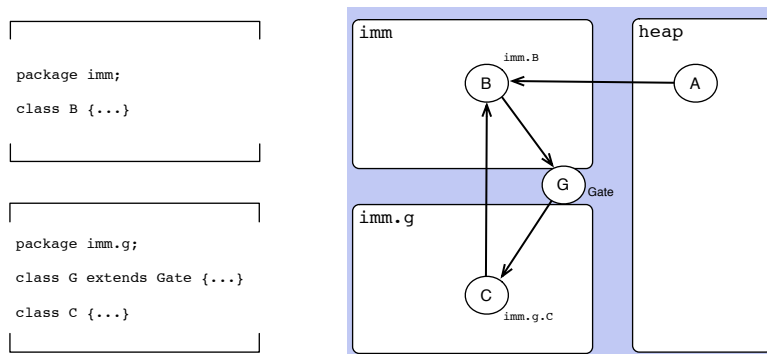 package imm;
class B {...}
package imm.g;
class G extends Gate {...}
class C {...}
imm
heap
imm.B
B
A
G
Gate
imm.g
C
imm.g.C